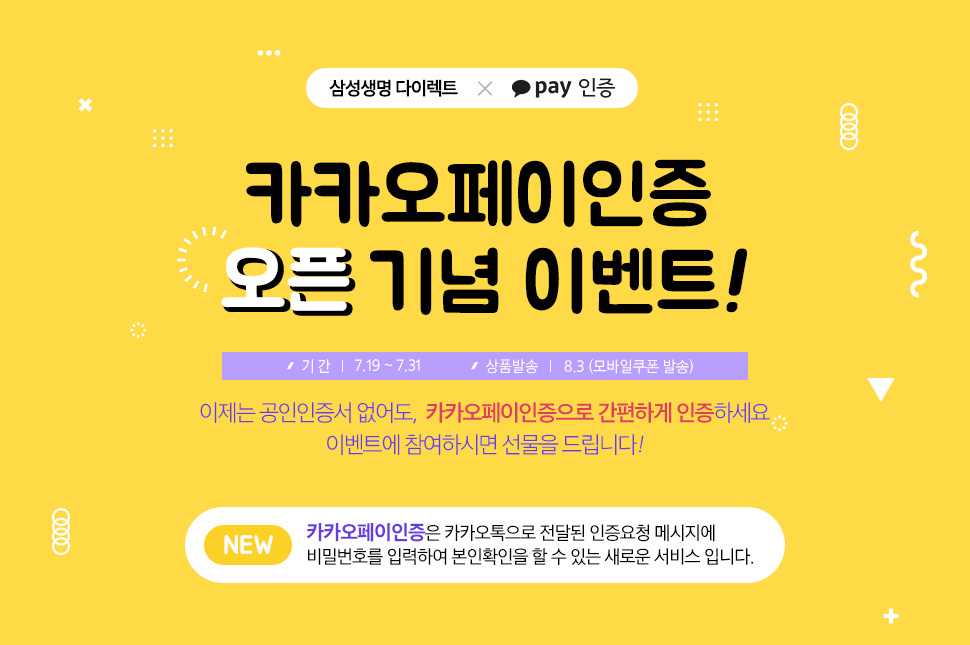 삼성생명 다이렉트 × pay 인증
카카오페이인증
오픈 기념 이벤트!
기 간 | 7.19 ~ 7.31 상품발송 | 8.3 (모바일쿠폰 발송)
이제는 공인인증서 없어도, 카카오페이인증으로 간편하게 인증하세요
이벤트에 참여하시면 선물을 드립니다!
NEW
카카오페이인증은 카카오톡으로 전달된 인증요청 메시지에
비밀번호를 입력하여 본인확인을 할 수 있는 새로운 서비스 입니다.